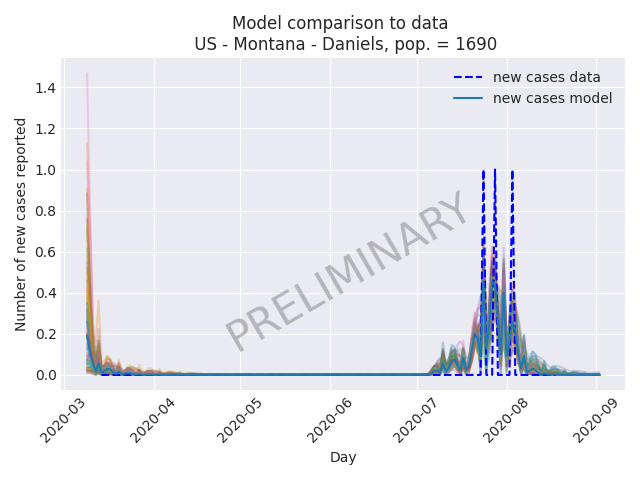 Model comparison to data
US - Montana - Daniels, pop. = 1690
new cases data
new cases model
Number of new cases reported
1.4
1.2
1.0
0.8
0.6
0.4
0.2
0.0
PRELIMINARY
2020-03
2020-04
2020-05
2020-06
2020-07
2020-08
2020-09
Day